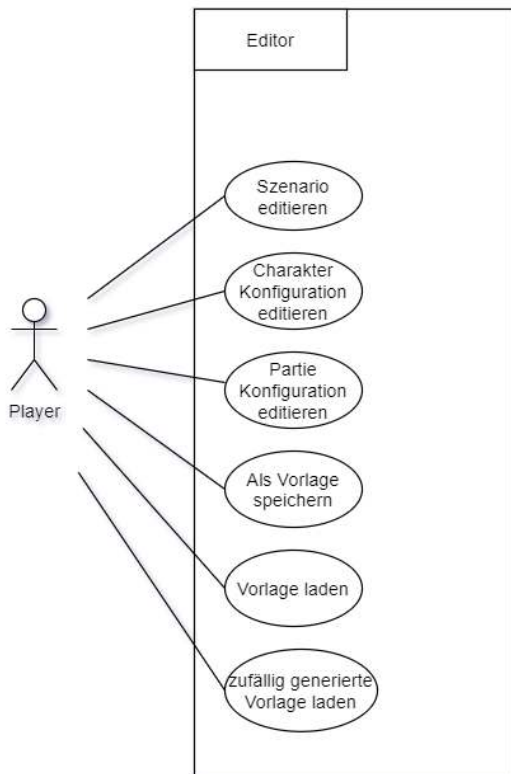 Editor
Szenario
editieren
Charakter
Konfiguration
editieren
Partie
Konfiguration
editieren
Player
Als Vorlage
speichern
Vorlage laden
zufällig generierte
Vorlage laden